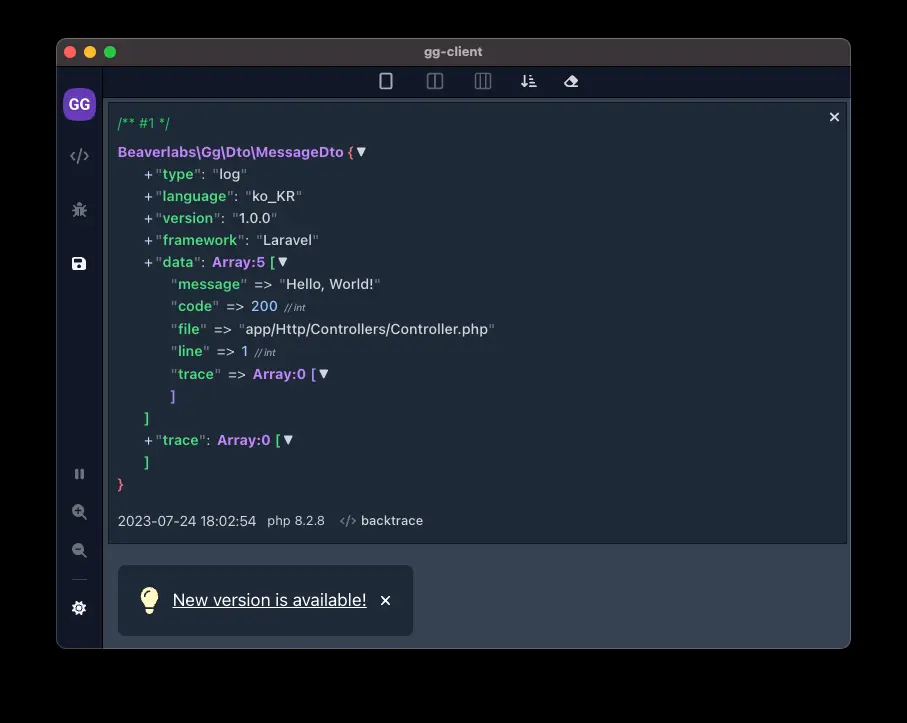 gg-client
GG
/** #1 */
Beaverlabs\Gg\Dto\MessageDto {▼
+"type": "log"
+"language": "ko_KR"
+"version": "1.0.0"
+"framework": "Laravel"
+"data": Array:5 [▼
"message" => "Hello, World!"
"code" => 200 // int
"file" => "app/Http/Controllers/Controller.php"
"line" => 1 // int
"trace" => Array:0 [▼
]
]
+"trace": Array:0 [▼
]
}
2023-07-24 18:02:54 php 8.2.8 </> backtrace
New version is available!